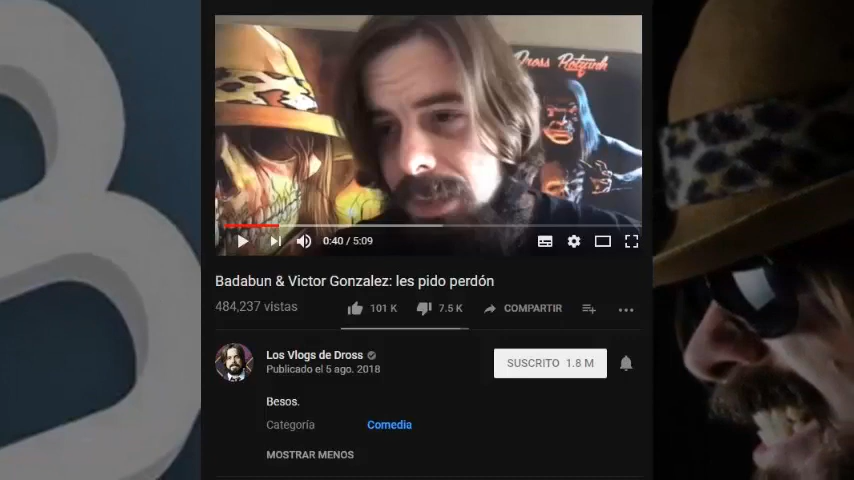 Dross Rotzank
0:40 / 5:09
Badabun & Victor Gonzalez: les pido perdón
484,237 vistas
101 K
7.5 K
COMPARTIR
Los Vlogs de Dross
Publicado el 5 ago. 2018
SUSCRITO 1.8 M
Besos.
Categoría
Comedia
MOSTRAR MENOS